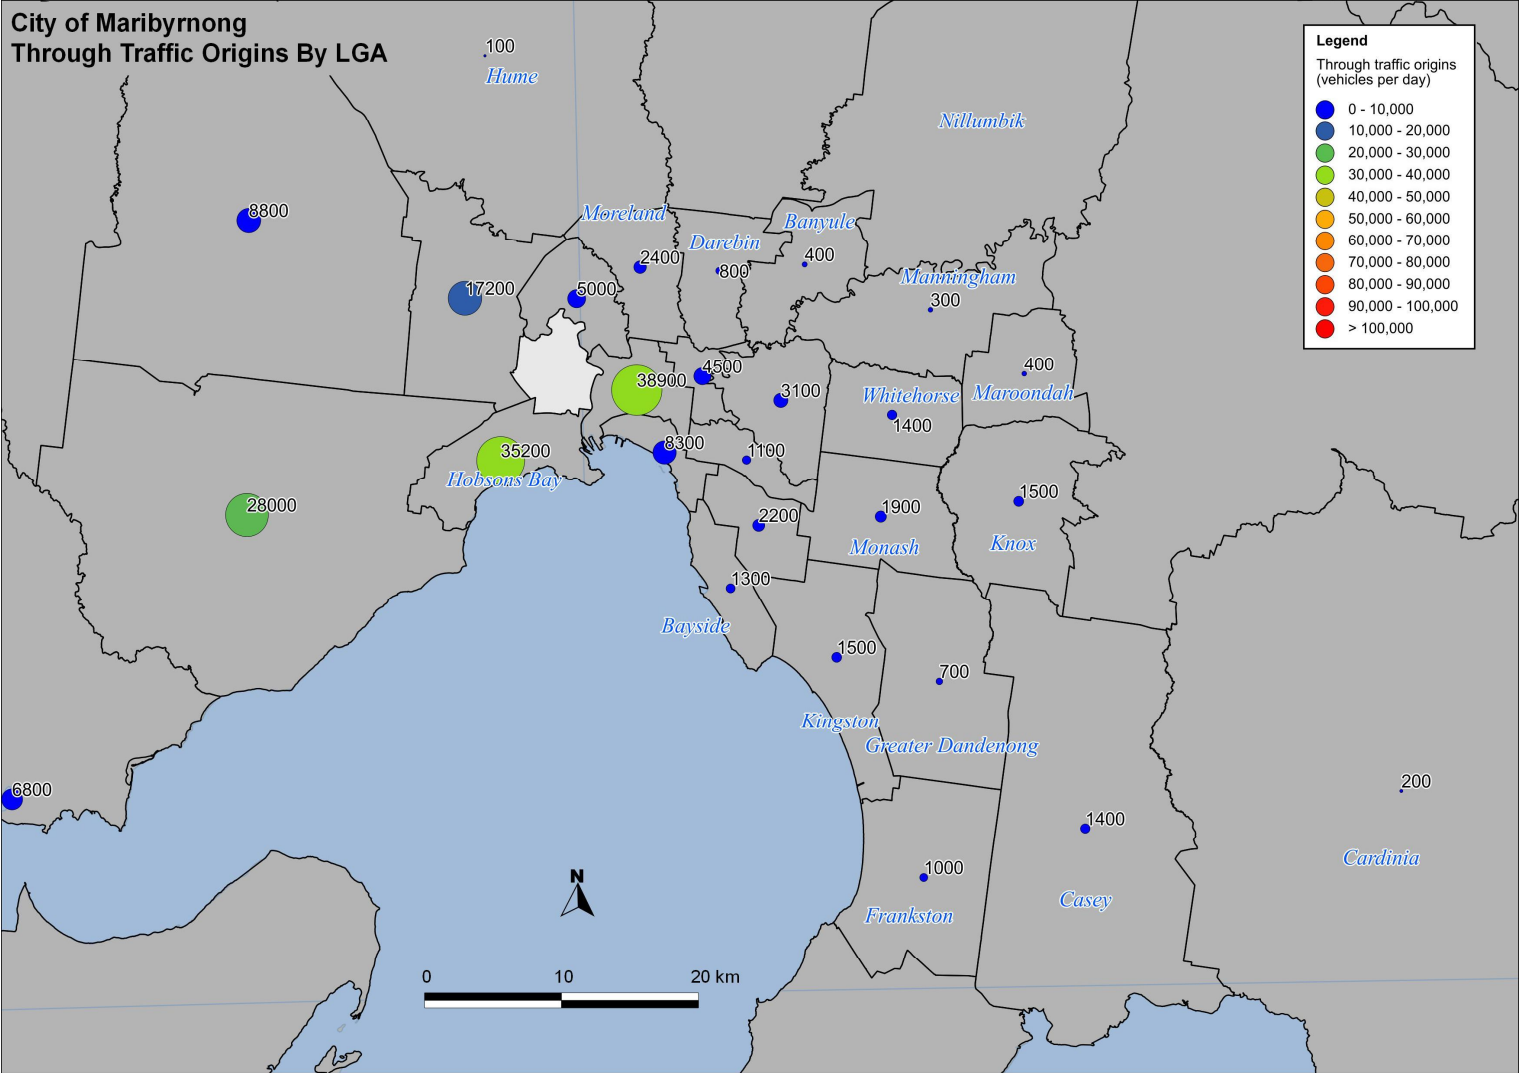 City of Maribyrnong
Through Traffic Origins By LGA
Legend
Through traffic origins
(vehicles per day)
0 - 10,000
10,000 - 20,000
20,000 - 30,000
30,000 - 40,000
40,000 - 50,000
50,000 - 60,000
60,000 - 70,000
70,000 - 80,000
80,000 - 90,000
90,000 - 100,000
> 100,000
100
Hume
Nillumbik
8800
Moreland
Banyule
Darebin
2400
800
400
Manningham
17200
5000
300
38900
4500
400
3100
Whitehorse
Maroondah
1400
35200
8300
1100
Hobsons Bay
28000
2200
1900
1500
Monash
Knox
1300
Bayside
1500
700
Kingston
Greater Dandenong
6800
200
1400
Cardinia
1000
Casey
Frankston
N
0 10 20 km